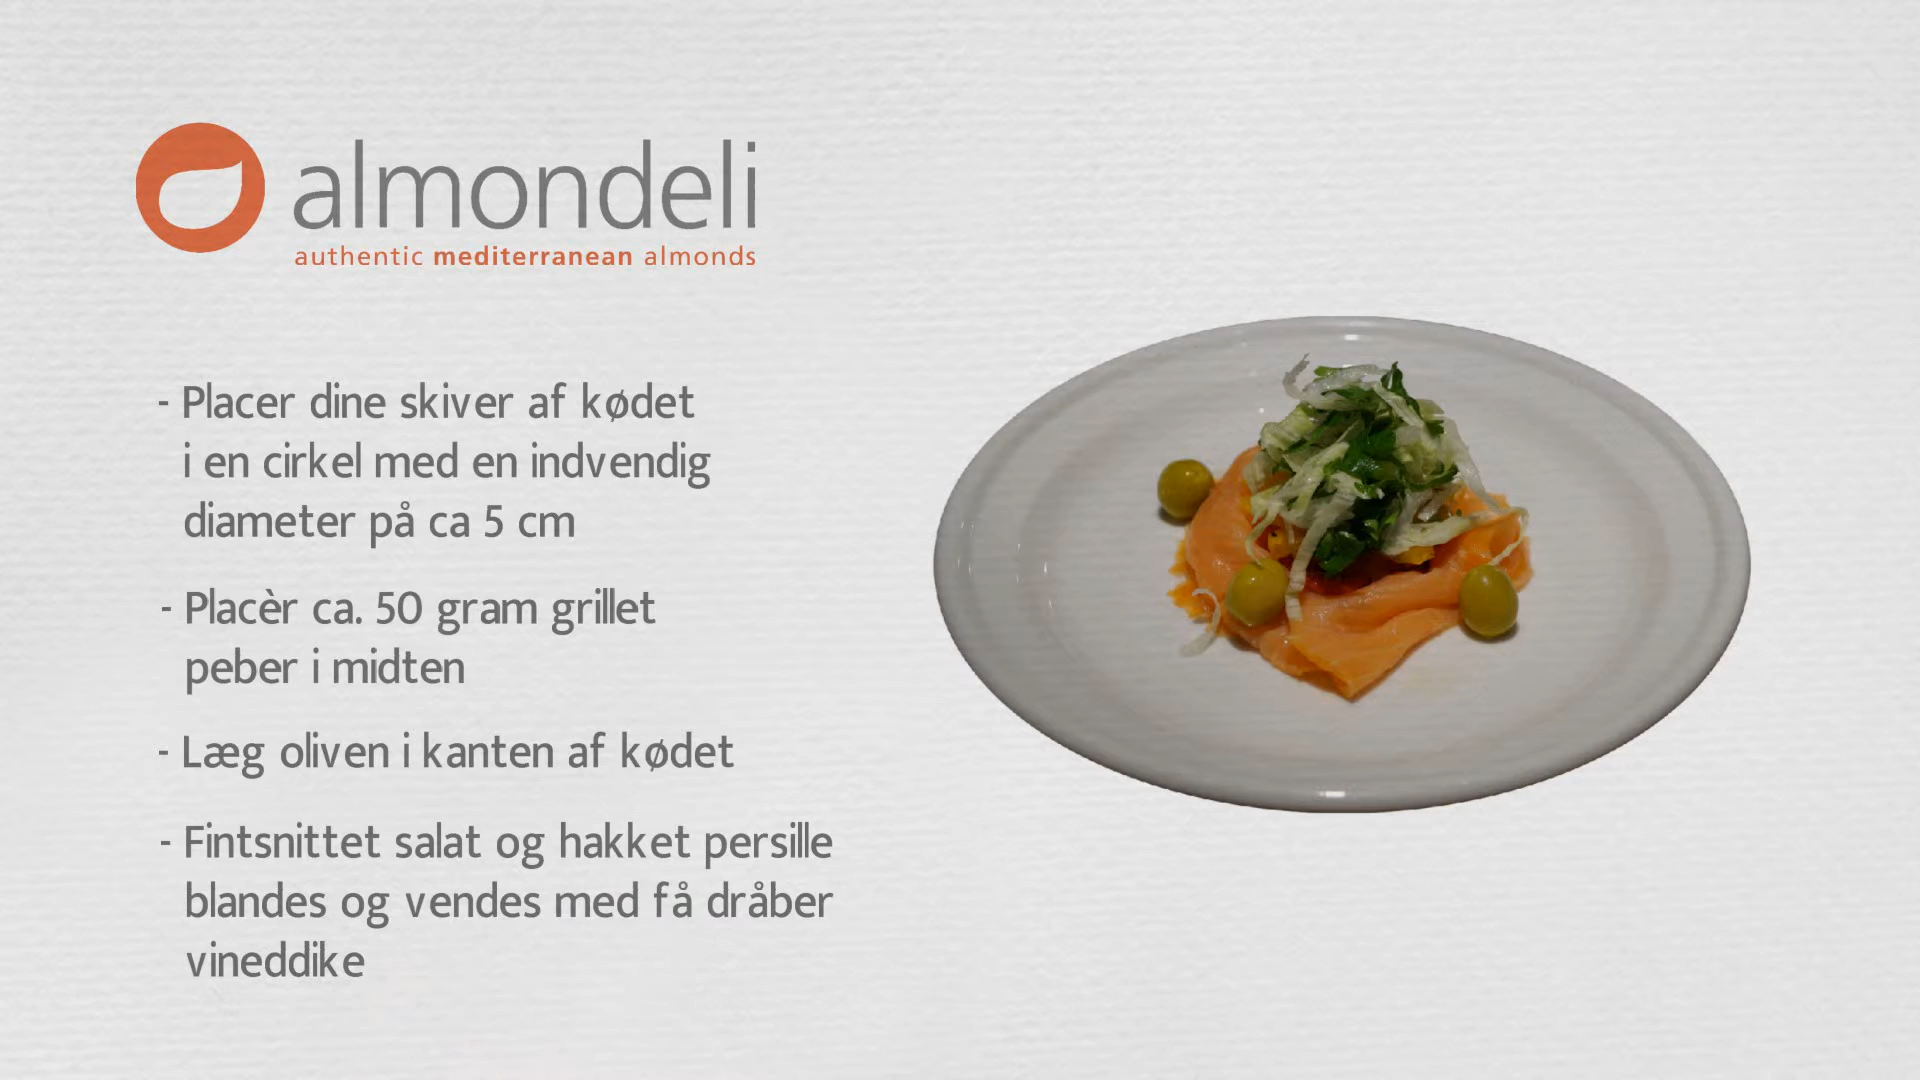 almondeli
authentic mediterranean almonds
- Placer dine skiver af kødet
i en cirkel med en indvendig
diameter på ca 5 cm
- Placèr ca. 50 gram grillet
peber i midten
- Læg oliven i kanten af kødet
- Fintsnittet salat og hakket persille
blandes og vendes med få dråber
vineddike